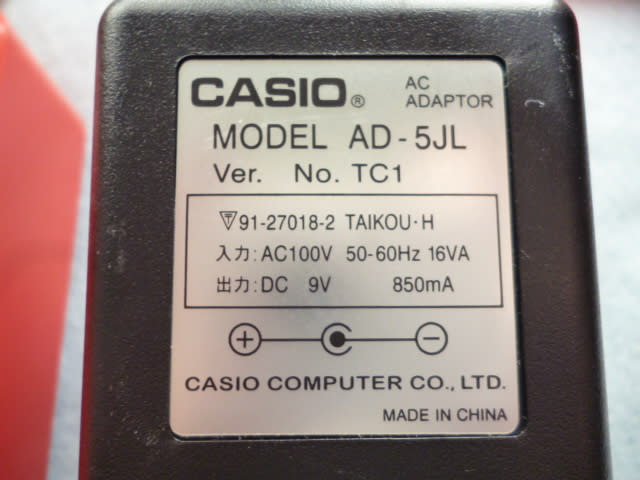 CASIO® AC ADAPTOR
MODEL AD-5JL
Ver. No. TC1
91-27018-2 TAIKOU・H
入力:AC100V 50-60Hz 16VA
出力:DC 9V 850mA
+ −
CASIO COMPUTER CO., LTD.
MADE IN CHINA